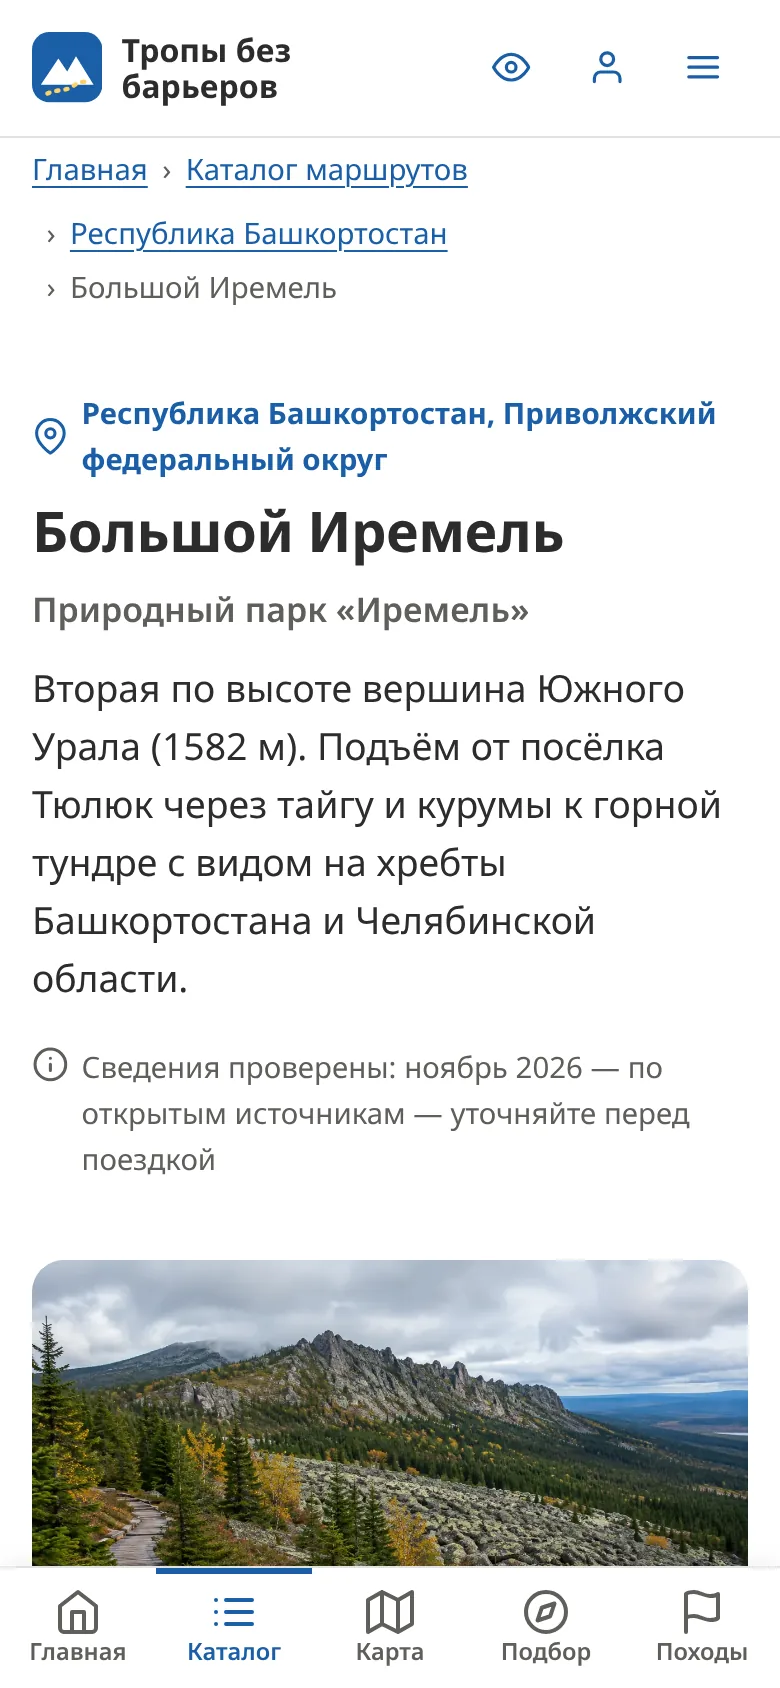 Тропы без
барьеров
Главная › Каталог маршрутов
› Республика Башкортостан
› Большой Иремель
Республика Башкортостан, Приволжский
федеральный округ
Большой Иремель
Природный парк «Иремель»
Вторая по высоте вершина Южного
Урала (1582 м). Подъём от посёлка
Тюлюк через тайгу и курумы к горной
тундре с видом на хребты
Башкортостана и Челябинской
области.
Сведения проверены: ноябрь 2026 — по
открытым источникам — уточняйте перед
поездкой
Главная Каталог Карта Подбор Походы